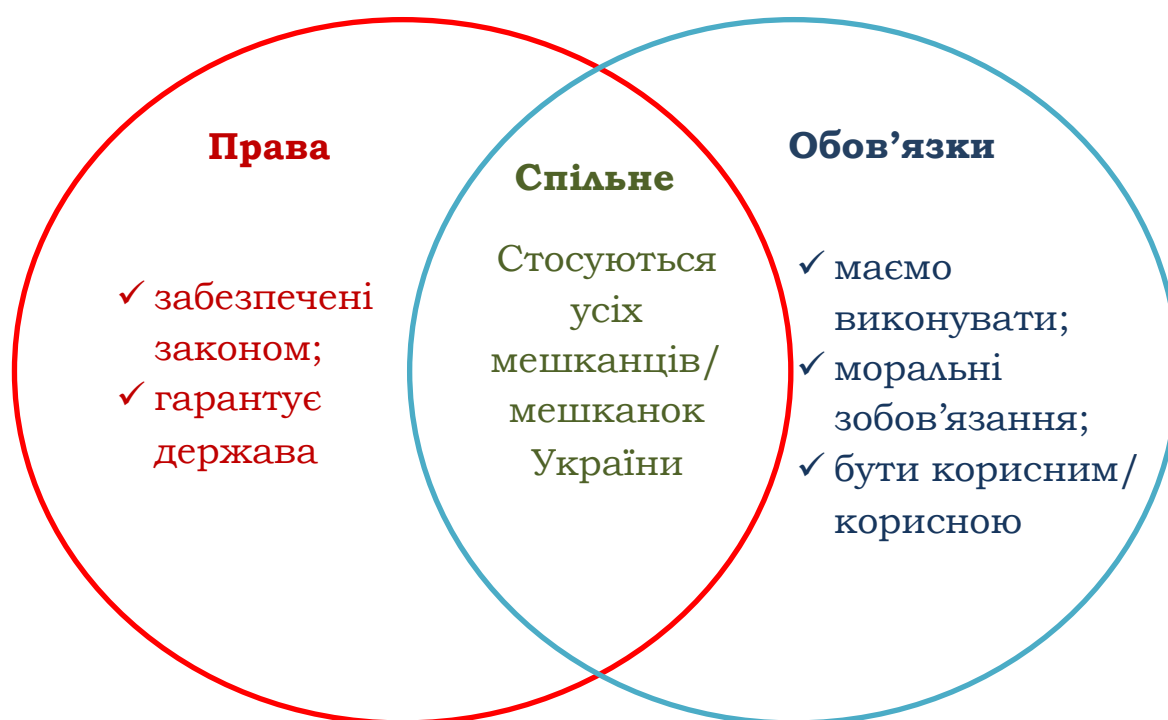 Права
✓ забезпечені
законом;
✓ гарантує
держава
Спільне
Стосуються
усіх
мешканців/
мешканок
України
Обов’язки
✓ маємо
виконувати;
✓ моральні
зобов’язання;
✓ бути корисним/
корисною